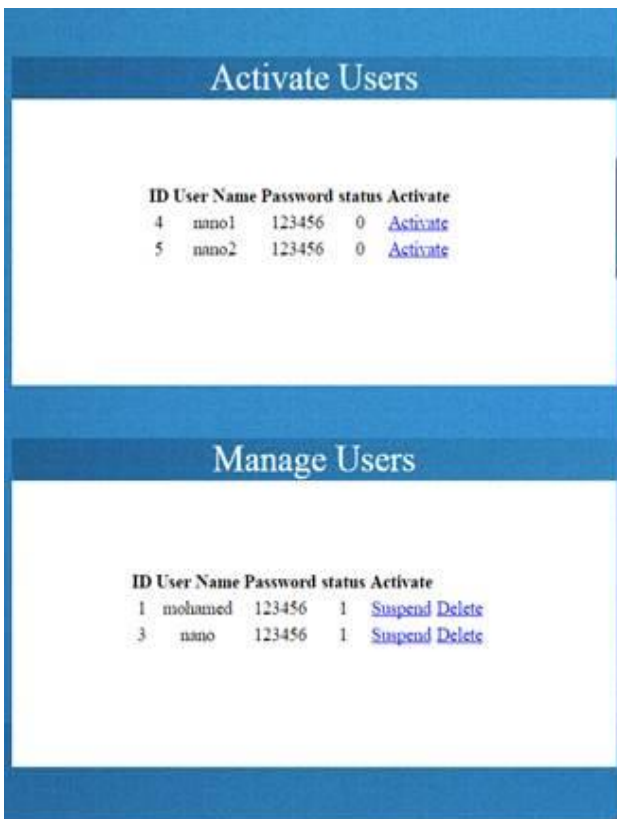 Activate Users
ID User Name Password status Activate
4 nano1 123456 0 Activate
5 nano2 123456 0 Activate
Manage Users
ID User Name Password status Activate
1 mohamed 123456 1 Suspend Delete
3 nano 123456 1 Suspend Delete